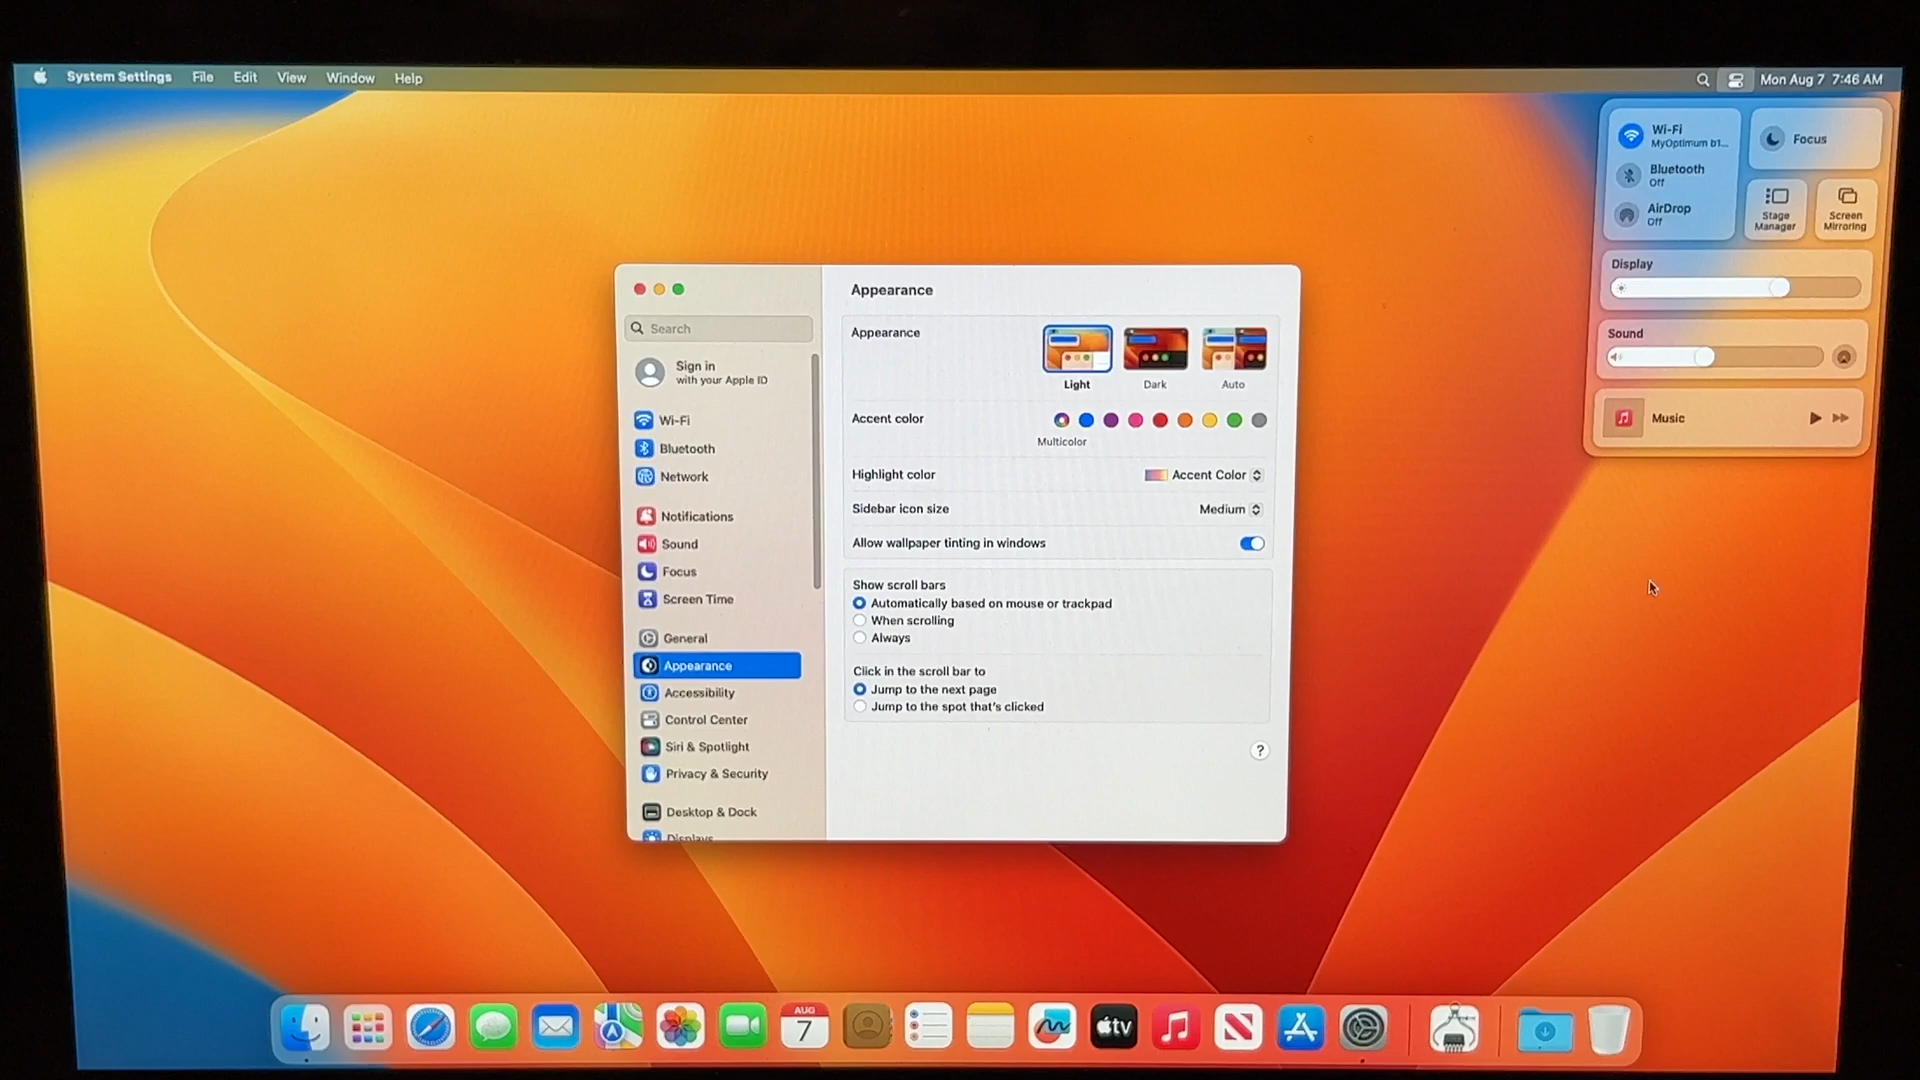 System Settings File Edit View Window Help
Mon Aug 7 7:46 AM
Wi-Fi
MyOptimum b1...
Bluetooth
Off
AirDrop
Off
Focus
Stage
Manager
Screen
Mirroring
Display
Sound
Music
Search
Sign in
with your Apple ID
Wi-Fi
Bluetooth
Network
Notifications
Sound
Focus
Screen Time
General
Appearance
Accessibility
Control Center
Siri & Spotlight
Privacy & Security
Desktop & Dock
Displays
Appearance
Appearance
Light
Dark
Auto
Accent color
Multicolor
Highlight color
Accent Color
Sidebar icon size
Medium
Allow wallpaper tinting in windows
Show scroll bars
Automatically based on mouse or trackpad
When scrolling
Always
Click in the scroll bar to
Jump to the next page
Jump to the spot that's clicked
?
AUG
7
tv